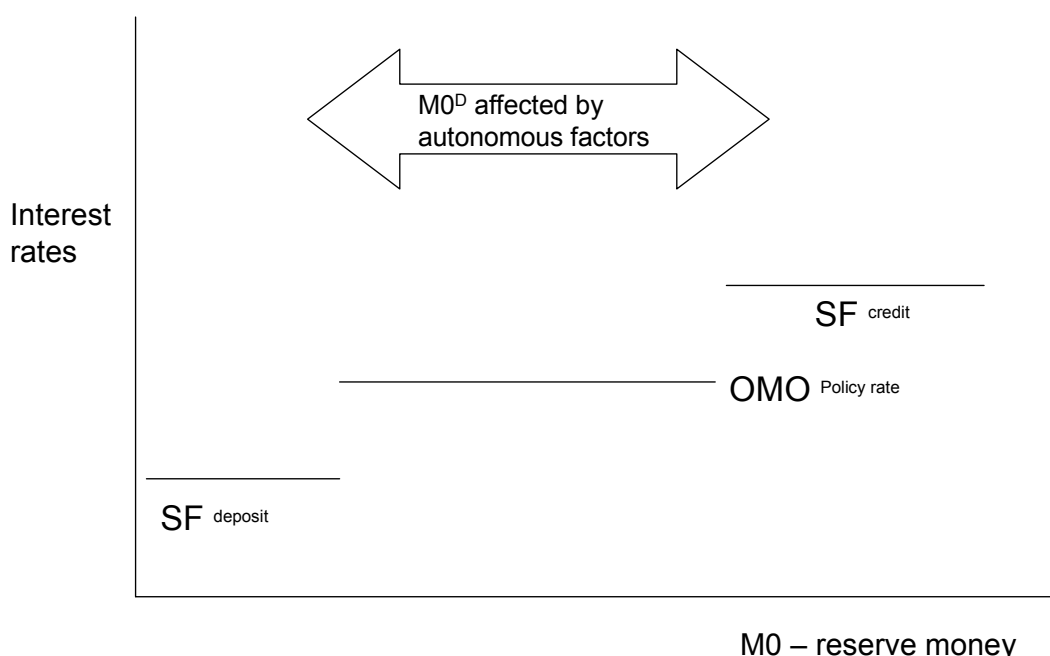 M0ᴰ affected by
autonomous factors
Interest
rates
SF credit
OMO Policy rate
SF deposit
M0 – reserve money